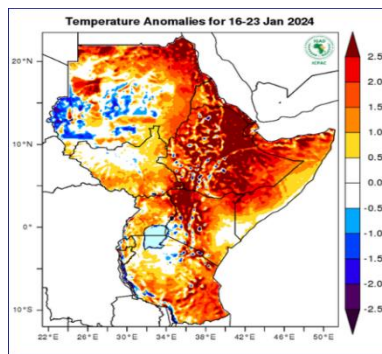 Temperature Anomalies for 16-23 Jan 2024
IGAD
ICPAC
20°N
10°N
0°
10°S
22°E 26°E 30°E 34°E 38°E 42°E 46°E 50°E
2.5
2.0
1.5
1.0
0.5
0.0
-0.5
-1.0
-1.5
-2.0
-2.5